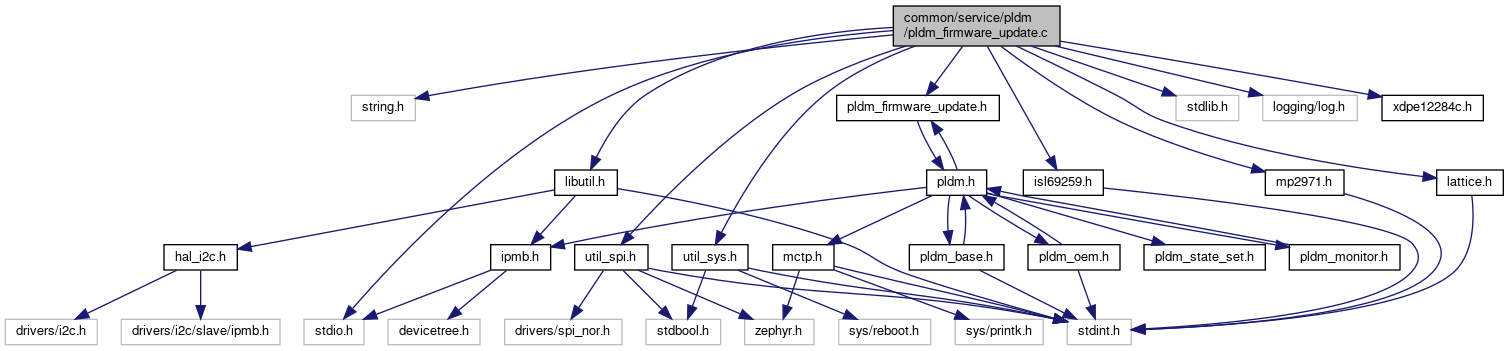 common/service/pldm
/pldm_firmware_update.c
string.h
pldm_firmware_update.h
stdlib.h
logging/log.h
xdpe12284c.h
libutil.h
pldm.h
isl69259.h
mp2971.h
lattice.h
hal_i2c.h
ipmb.h
util_spi.h
util_sys.h
mctp.h
pldm_base.h
pldm_oem.h
pldm_state_set.h
pldm_monitor.h
drivers/i2c.h
drivers/i2c/slave/ipmb.h
stdio.h
devicetree.h
drivers/spi_nor.h
stdbool.h
zephyr.h
sys/reboot.h
sys/printk.h
stdint.h